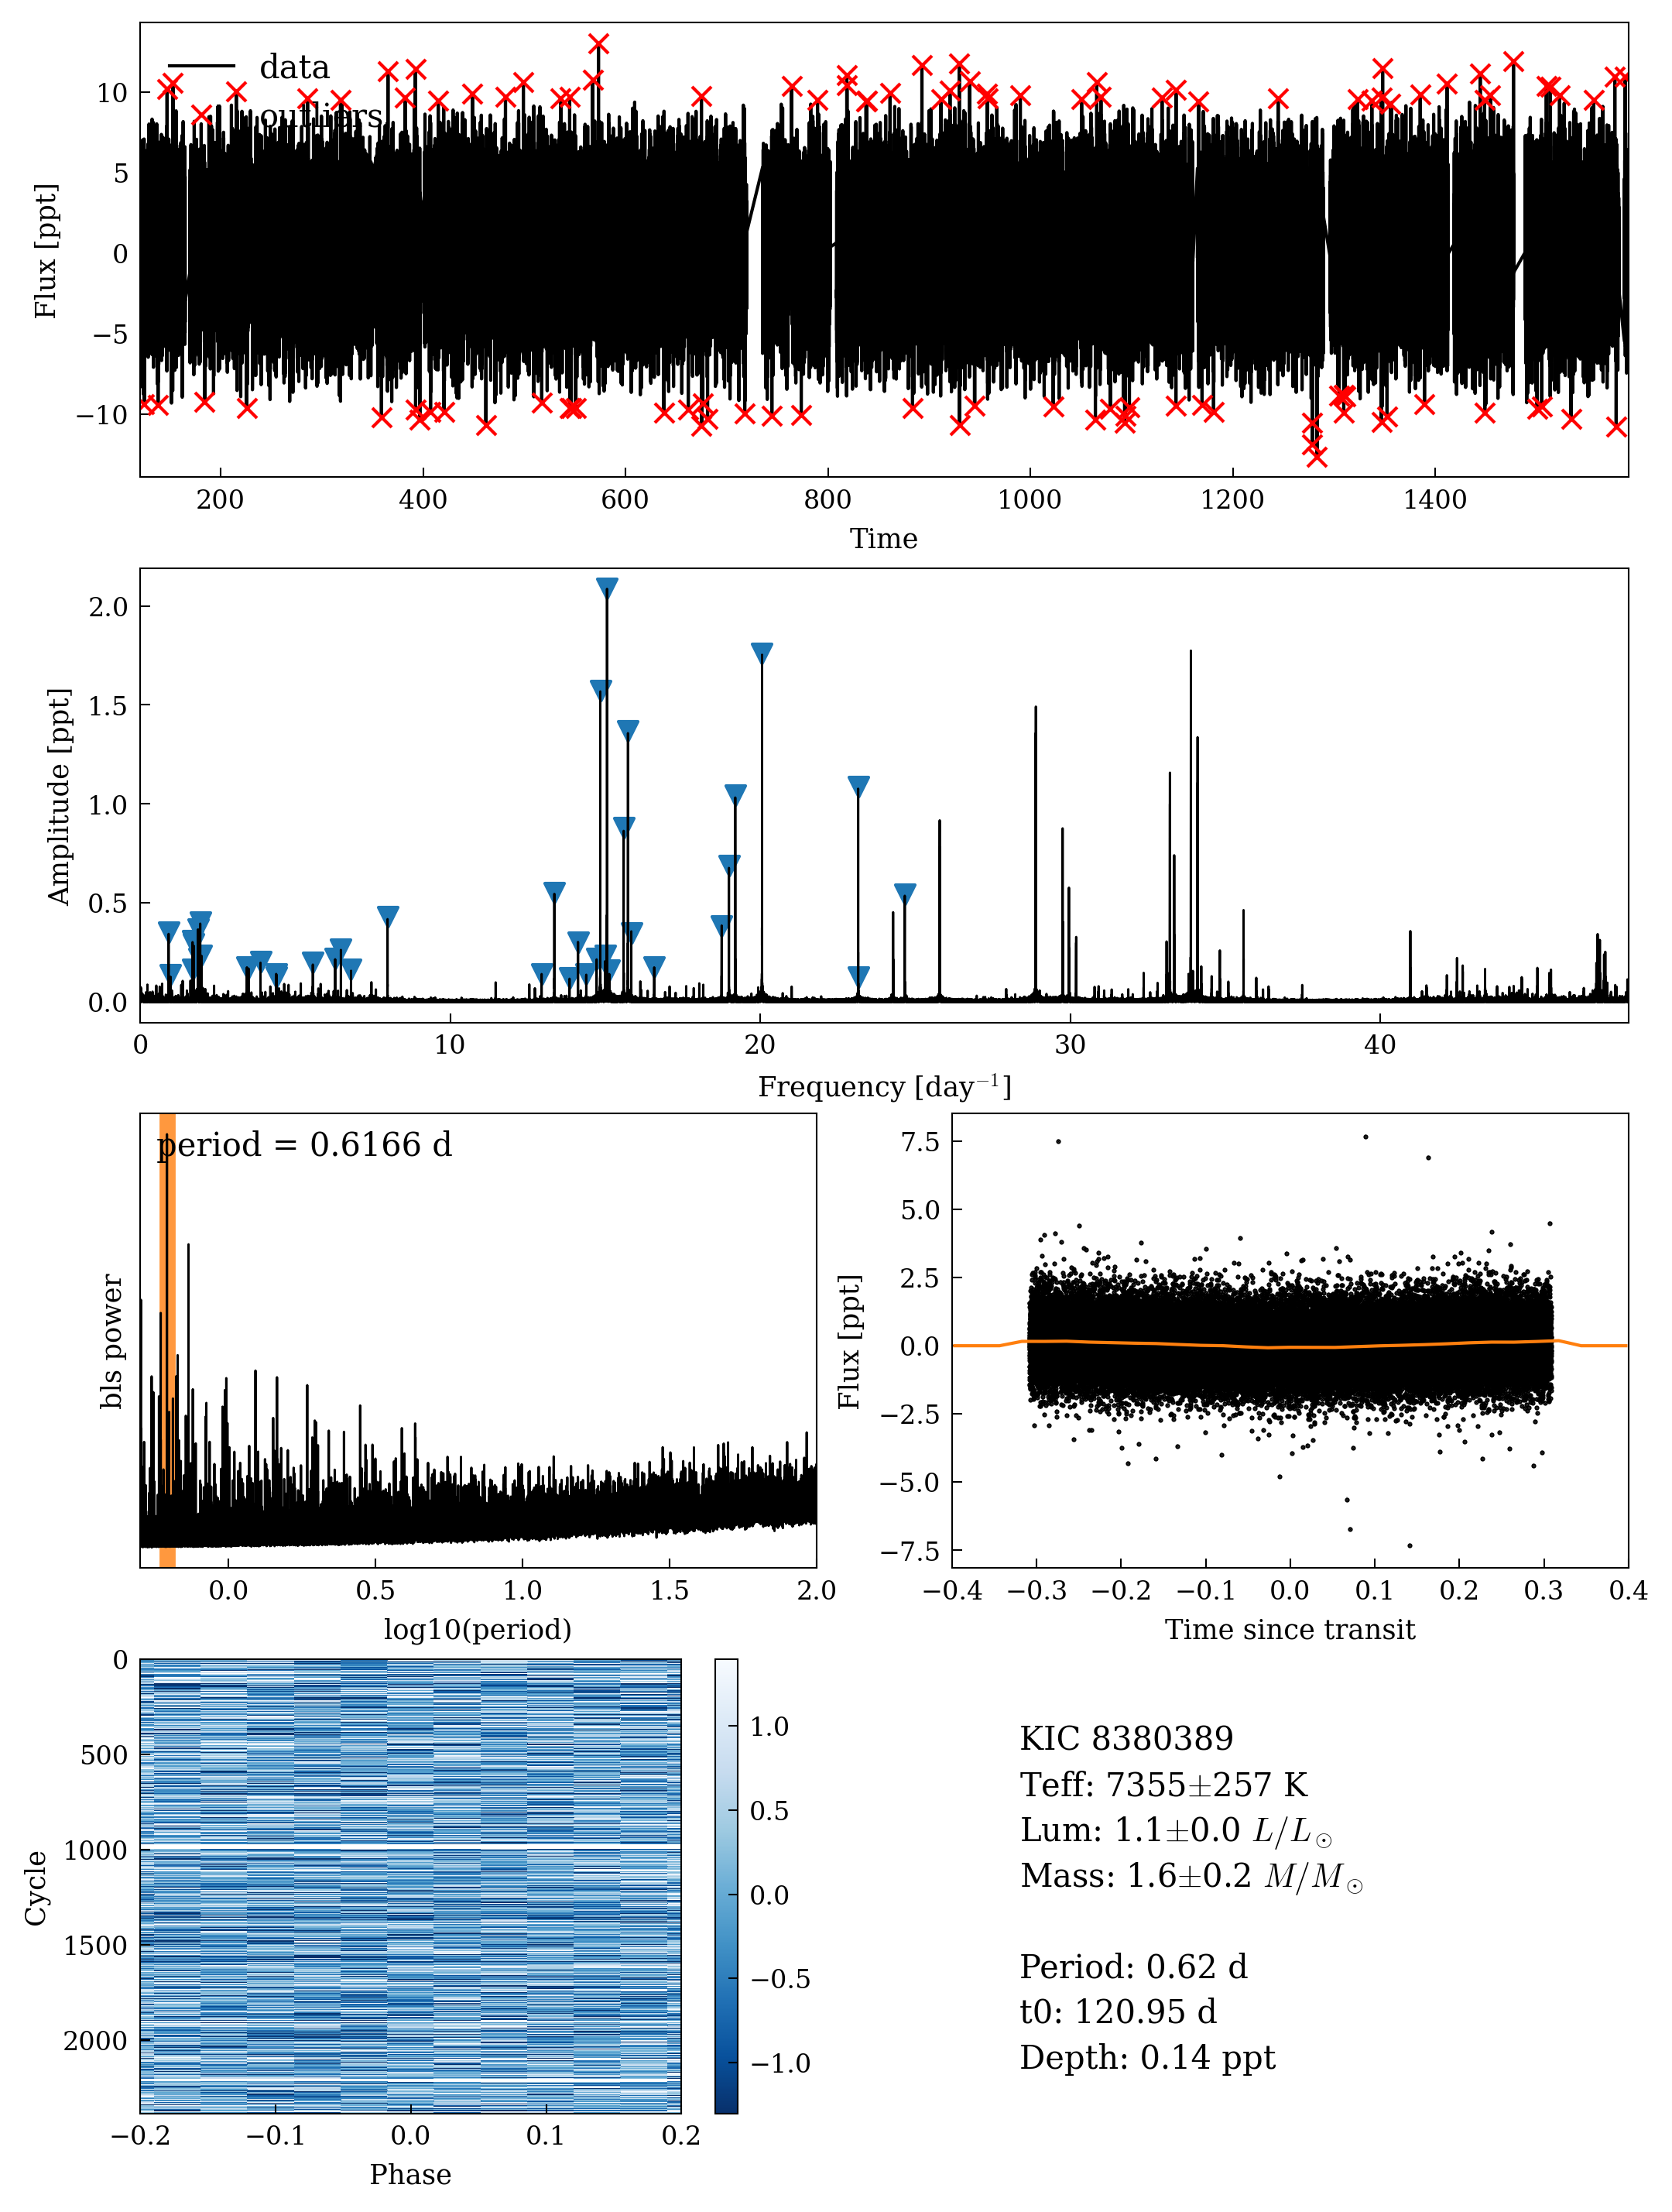 data
outliers
10
5
0
−5
−10
Flux [ppt]
200
400
600
800
1000
1200
1400
Time
2.0
1.5
1.0
0.5
0.0
Amplitude [ppt]
0
10
20
30
40
Frequency [day⁻¹]
period = 0.6166 d
bls power
0.0
0.5
1.0
1.5
2.0
log10(period)
7.5
5.0
2.5
0.0
−2.5
−5.0
−7.5
Flux [ppt]
−0.4
−0.3
−0.2
−0.1
0.0
0.1
0.2
0.3
0.4
Time since transit
0
500
1000
1500
2000
Cycle
−0.2
−0.1
0.0
0.1
0.2
Phase
1.0
0.5
0.0
−0.5
−1.0
KIC 8380389
Teff: 7355±257 K
Lum: 1.1±0.0 L/L⊙
Mass: 1.6±0.2 M/M⊙
Period: 0.62 d
t0: 120.95 d
Depth: 0.14 ppt